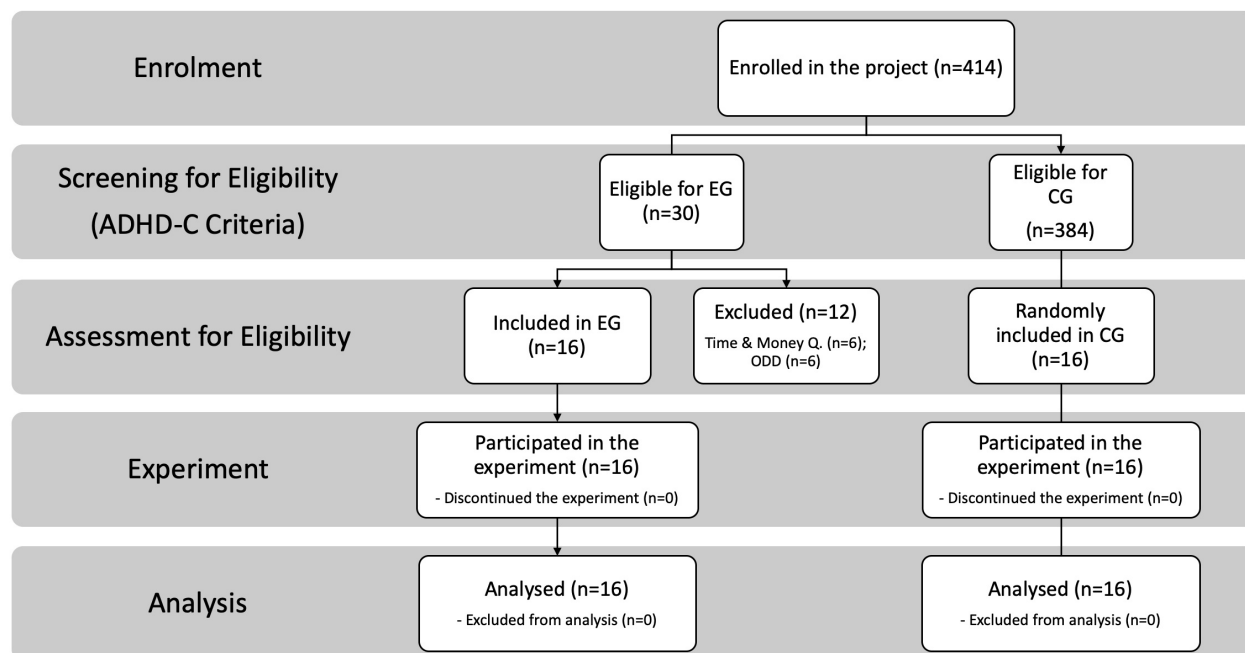 Enrolment
Enrolled in the project (n=414)
Screening for Eligibility
(ADHD-C Criteria)
Eligible for EG
(n=30)
Eligible for
CG
(n=384)
Assessment for Eligibility
Included in EG
(n=16)
Excluded (n=12)
Time & Money Q. (n=6);
ODD (n=6)
Randomly
included in CG
(n=16)
Experiment
Participated in the
experiment (n=16)
- Discontinued the experiment (n=0)
Participated in the
experiment (n=16)
- Discontinued the experiment (n=0)
Analysis
Analysed (n=16)
- Excluded from analysis (n=0)
Analysed (n=16)
- Excluded from analysis (n=0)